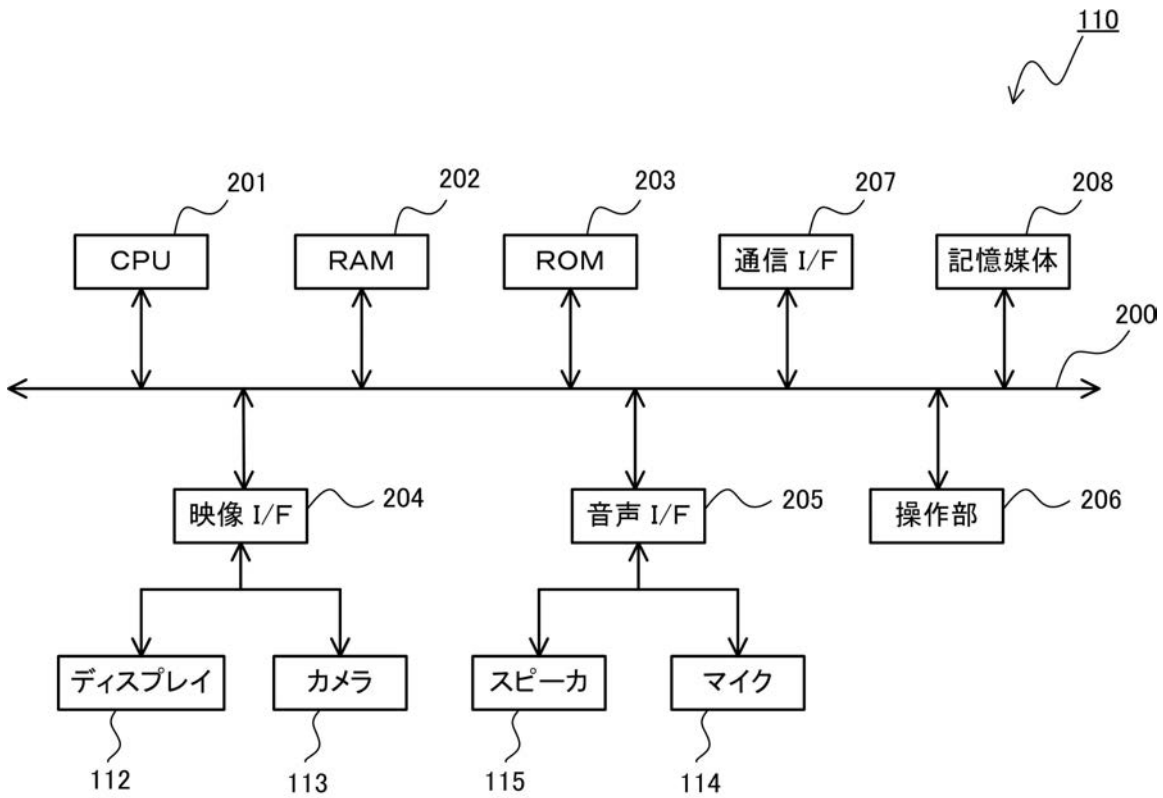 110
201
202
203
207
208
CPU
RAM
ROM
通信 I/F
記憶媒体
200
映像 I/F
204
音声 I/F
205
操作部
206
ディスプレイ
カメラ
スピーカ
マイク
112
113
115
114